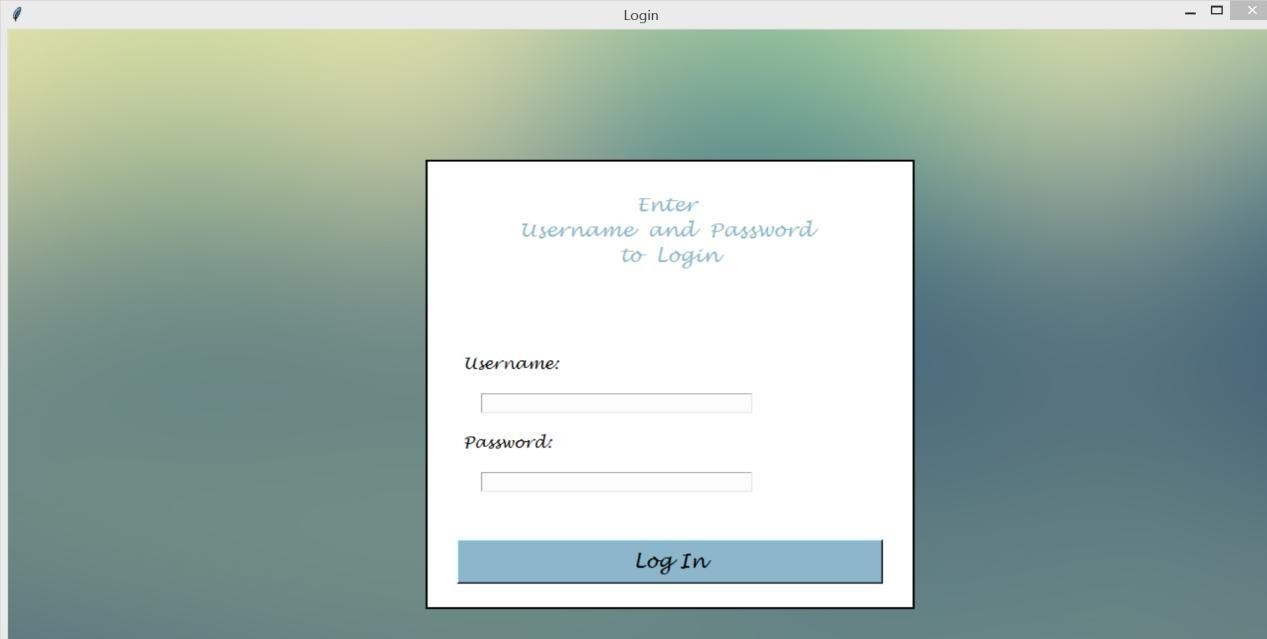 Login
Enter
Username and Password
to Login
Username:
Password:
Log In